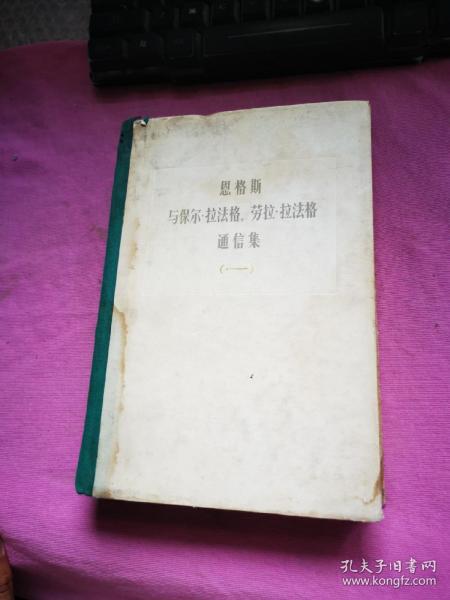 恩格斯
与保尔·拉法格、劳拉·拉法格
通信集
（一）
孔夫子旧书网
www.kongfz.com